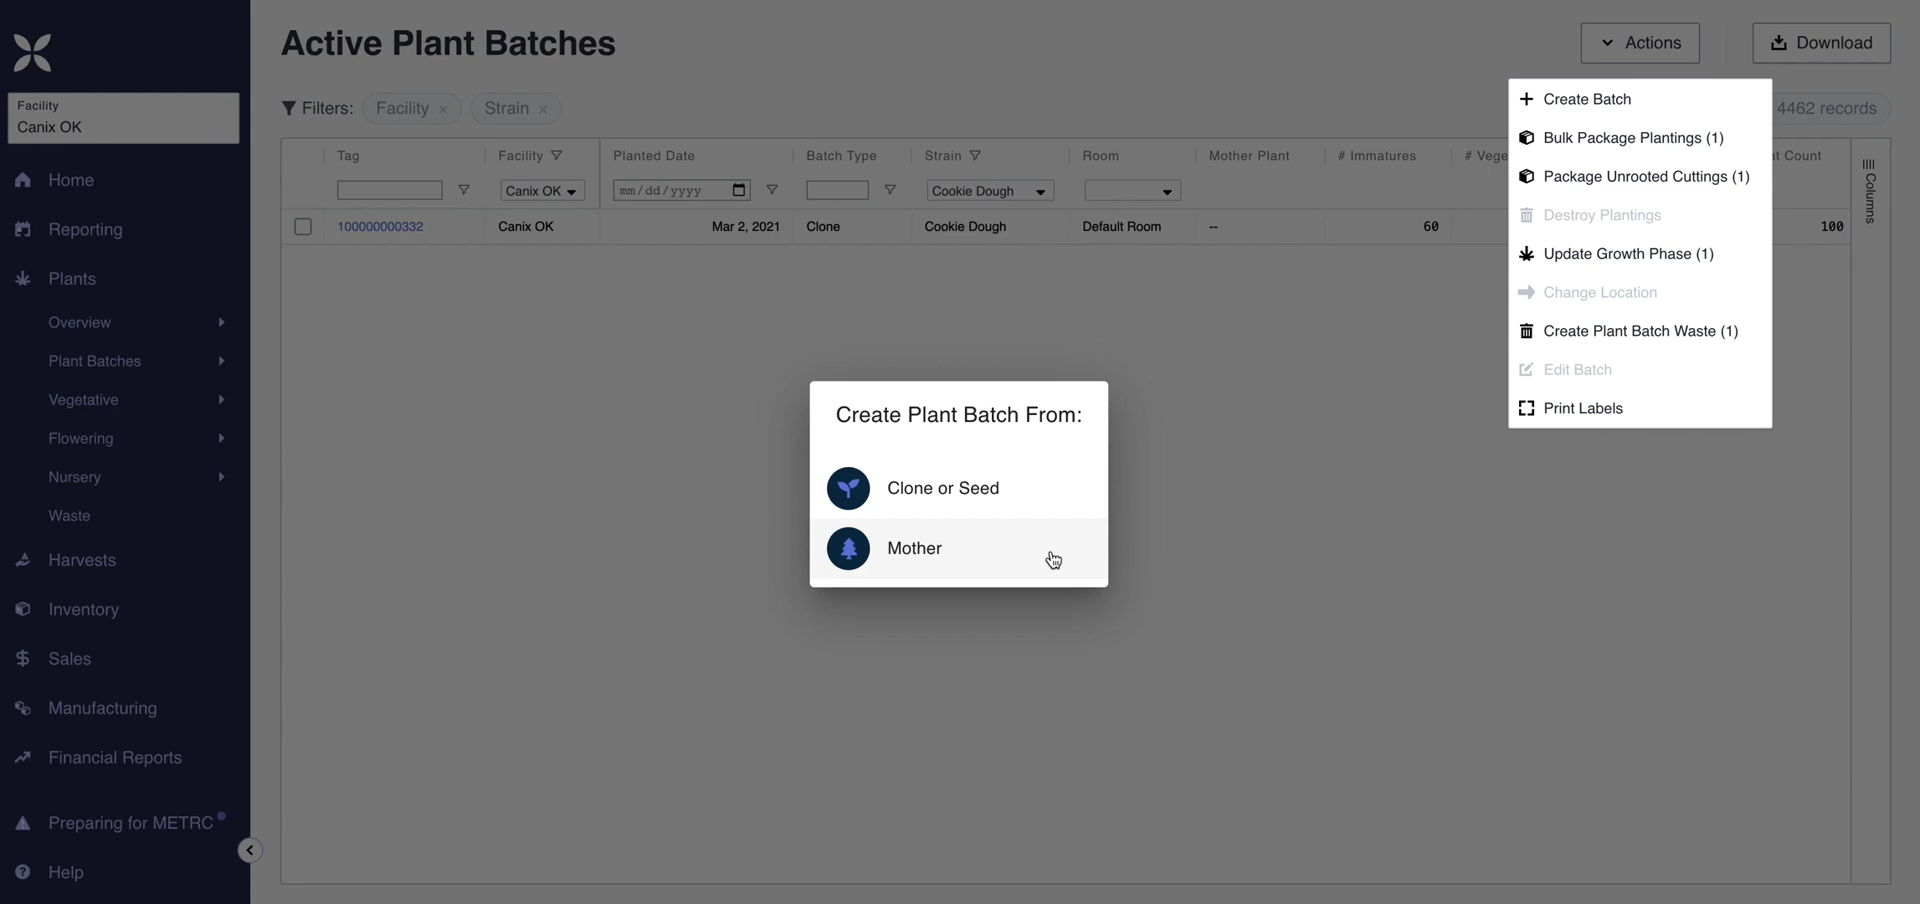 Active Plant Batches
Actions
Download
Facility
Canix OK
Filters:
Facility ×
Strain ×
4462 records
Home
Reporting
Plants
Overview
Plant Batches
Vegetative
Flowering
Nursery
Waste
Harvests
Inventory
Sales
Manufacturing
Financial Reports
Preparing for METRC
Help
Tag
Facility
Planted Date
Batch Type
Strain
Room
Mother Plant
# Immatures
# Vege
Count
Columns
Canix OK
mm/dd/yyyy
Cookie Dough
100000000332
Canix OK
Mar 2, 2021
Clone
Cookie Dough
Default Room
--
60
100
Create Batch
Bulk Package Plantings (1)
Package Unrooted Cuttings (1)
Destroy Plantings
Update Growth Phase (1)
Change Location
Create Plant Batch Waste (1)
Edit Batch
Print Labels
Create Plant Batch From:
Clone or Seed
Mother